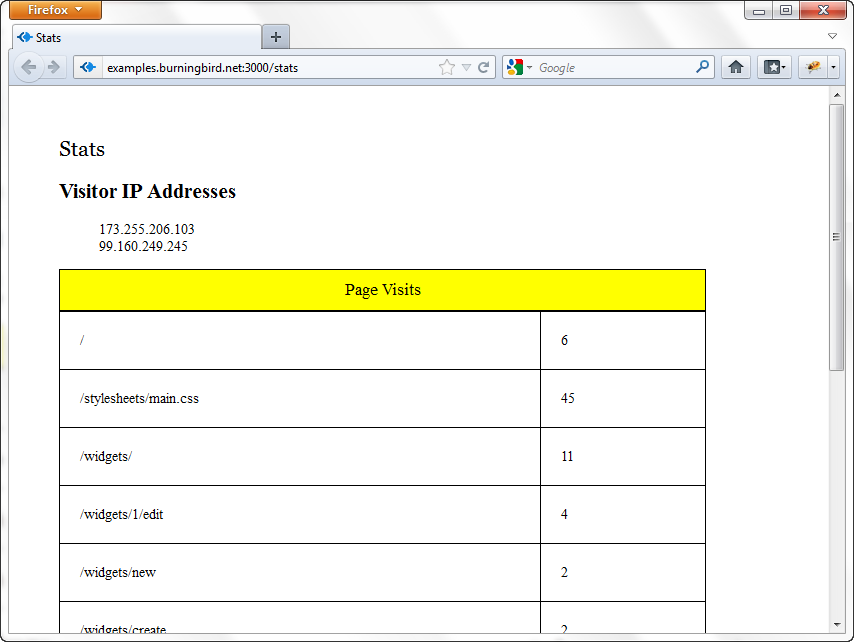 Firefox
Stats
examples.burningbird.net:3000/stats
Google
Stats
Visitor IP Addresses
173.255.206.103
99.160.249.245
Page Visits
/ 6
/stylesheets/main.css 45
/widgets/ 11
/widgets/1/edit 4
/widgets/new 2
/widgets/create 2